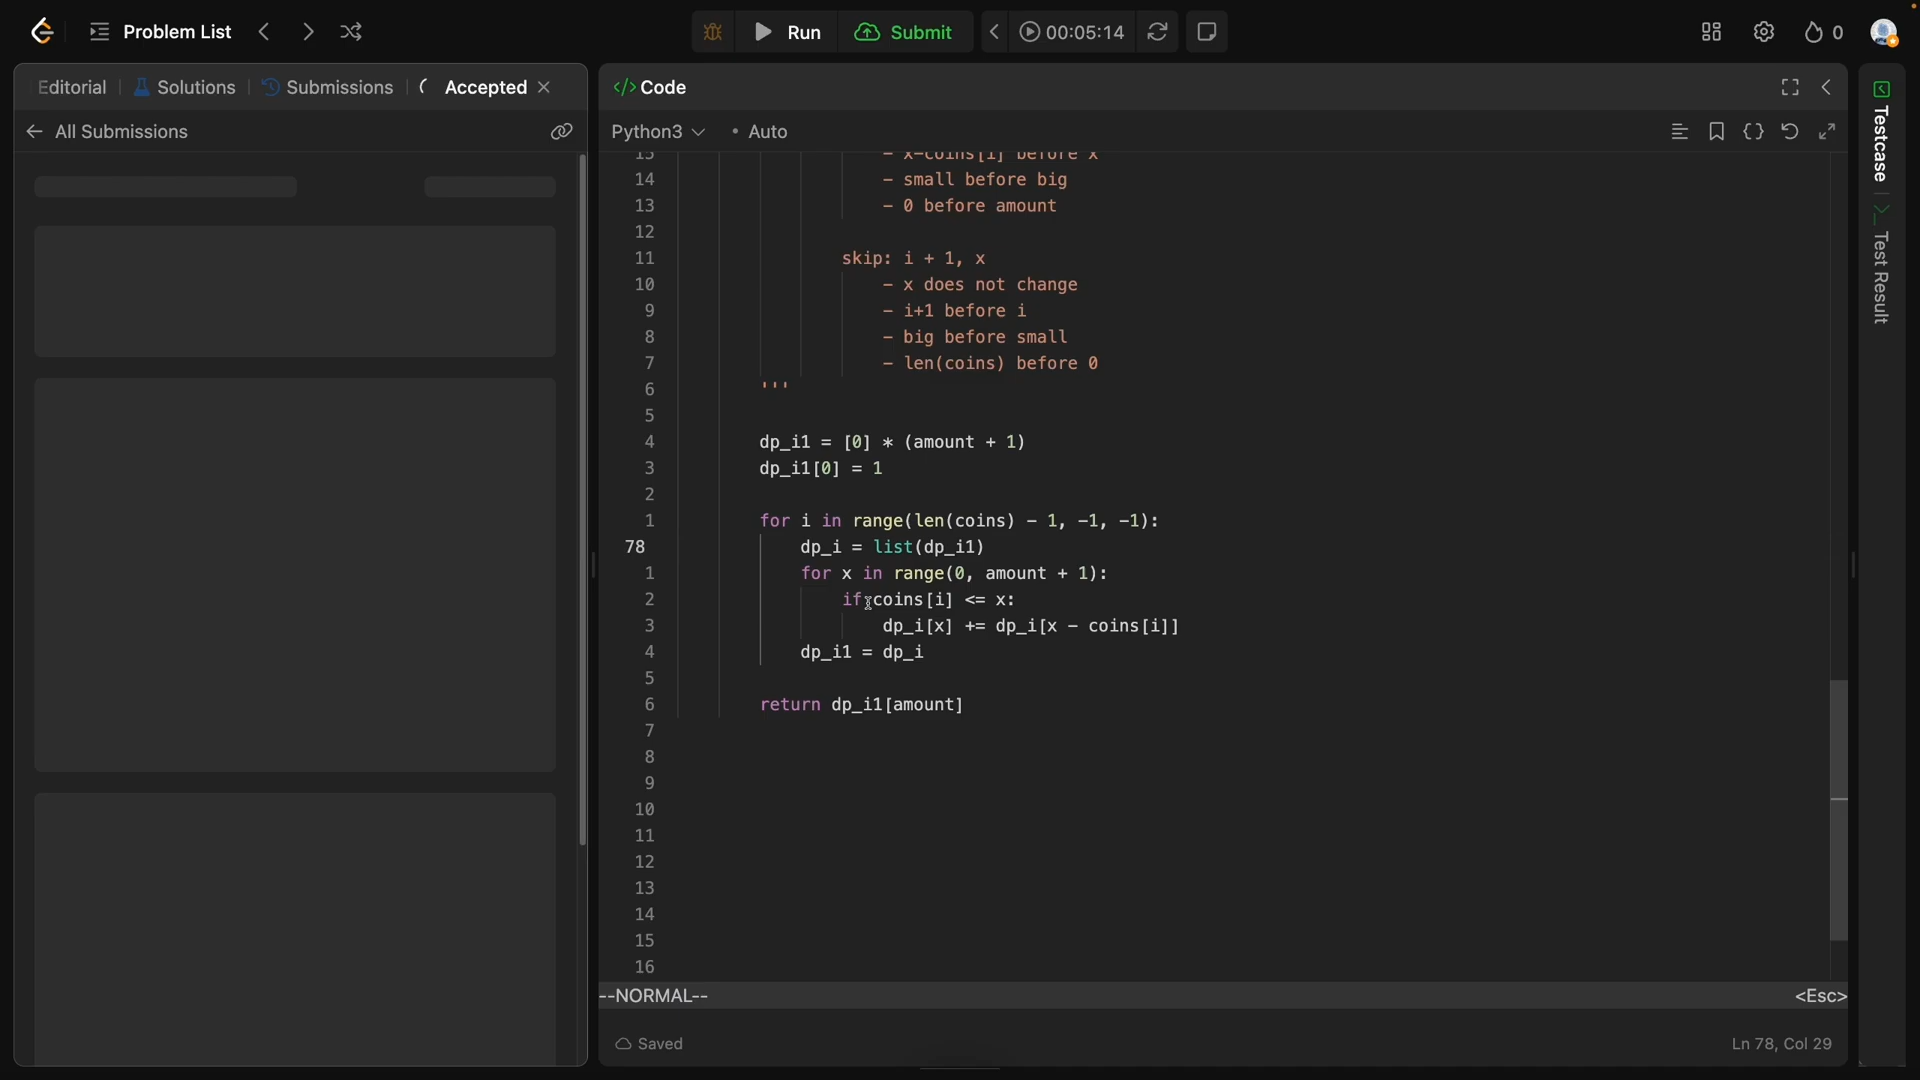 Problem List
Run
Submit
00:05:14
0
Editorial
Solutions
Submissions
Accepted
All Submissions
</> Code
Python3
• Auto
15 - x-coins[i] before x
14 - small before big
13 - 0 before amount
12
11 skip: i + 1, x
10 - x does not change
9 - i+1 before i
8 - big before small
7 - len(coins) before 0
6 '''
5
4 dp_i1 = [0] * (amount + 1)
3 dp_i1[0] = 1
2
1 for i in range(len(coins) - 1, -1, -1):
78 dp_i = list(dp_i1)
1 for x in range(0, amount + 1):
2 if coins[i] <= x:
3 dp_i[x] += dp_i[x - coins[i]]
4 dp_i1 = dp_i
5
6 return dp_i1[amount]
7
8
9
10
11
12
13
14
15
16
--NORMAL--
<Esc>
Saved
Ln 78, Col 29
Testcase
Test Result